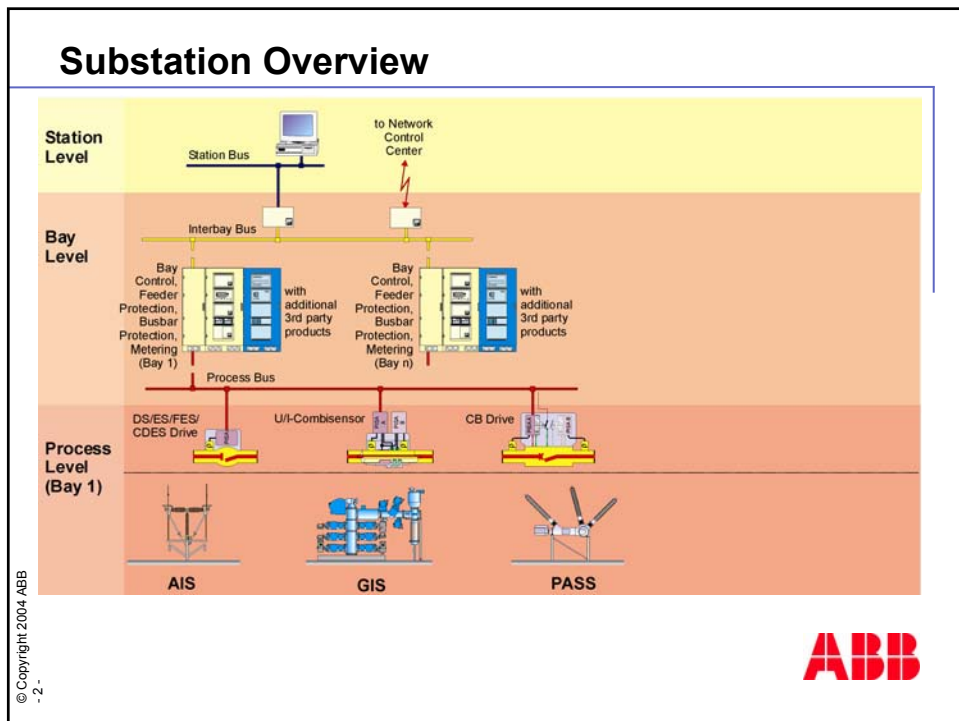 Substation Overview
Station
Level
Station Bus
to Network
Control
Center
Bay
Level
Interbay Bus
Bay
Control,
Feeder
Protection,
Busbar
Protection,
Metering
(Bay 1)
with
additional
3rd party
products
Bay
Control,
Feeder
Protection,
Busbar
Protection,
Metering
(Bay n)
with
additional
3rd party
products
Process Bus
Process
Level
(Bay 1)
DS/ES/FES/
CDES Drive
U/I-Combisensor
CB Drive
P
P
P
P
P
AIS
GIS
PASS
© Copyright 2004 ABB
- 2 -
ABB